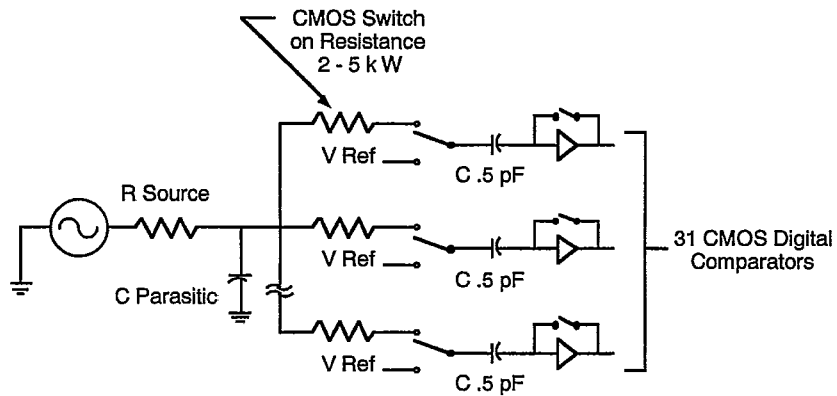 CMOS Switch
on Resistance
2 - 5 k W
V Ref
C .5 pF
R Source
V Ref
C .5 pF
31 CMOS Digital
Comparators
C Parasitic
V Ref
C .5 pF